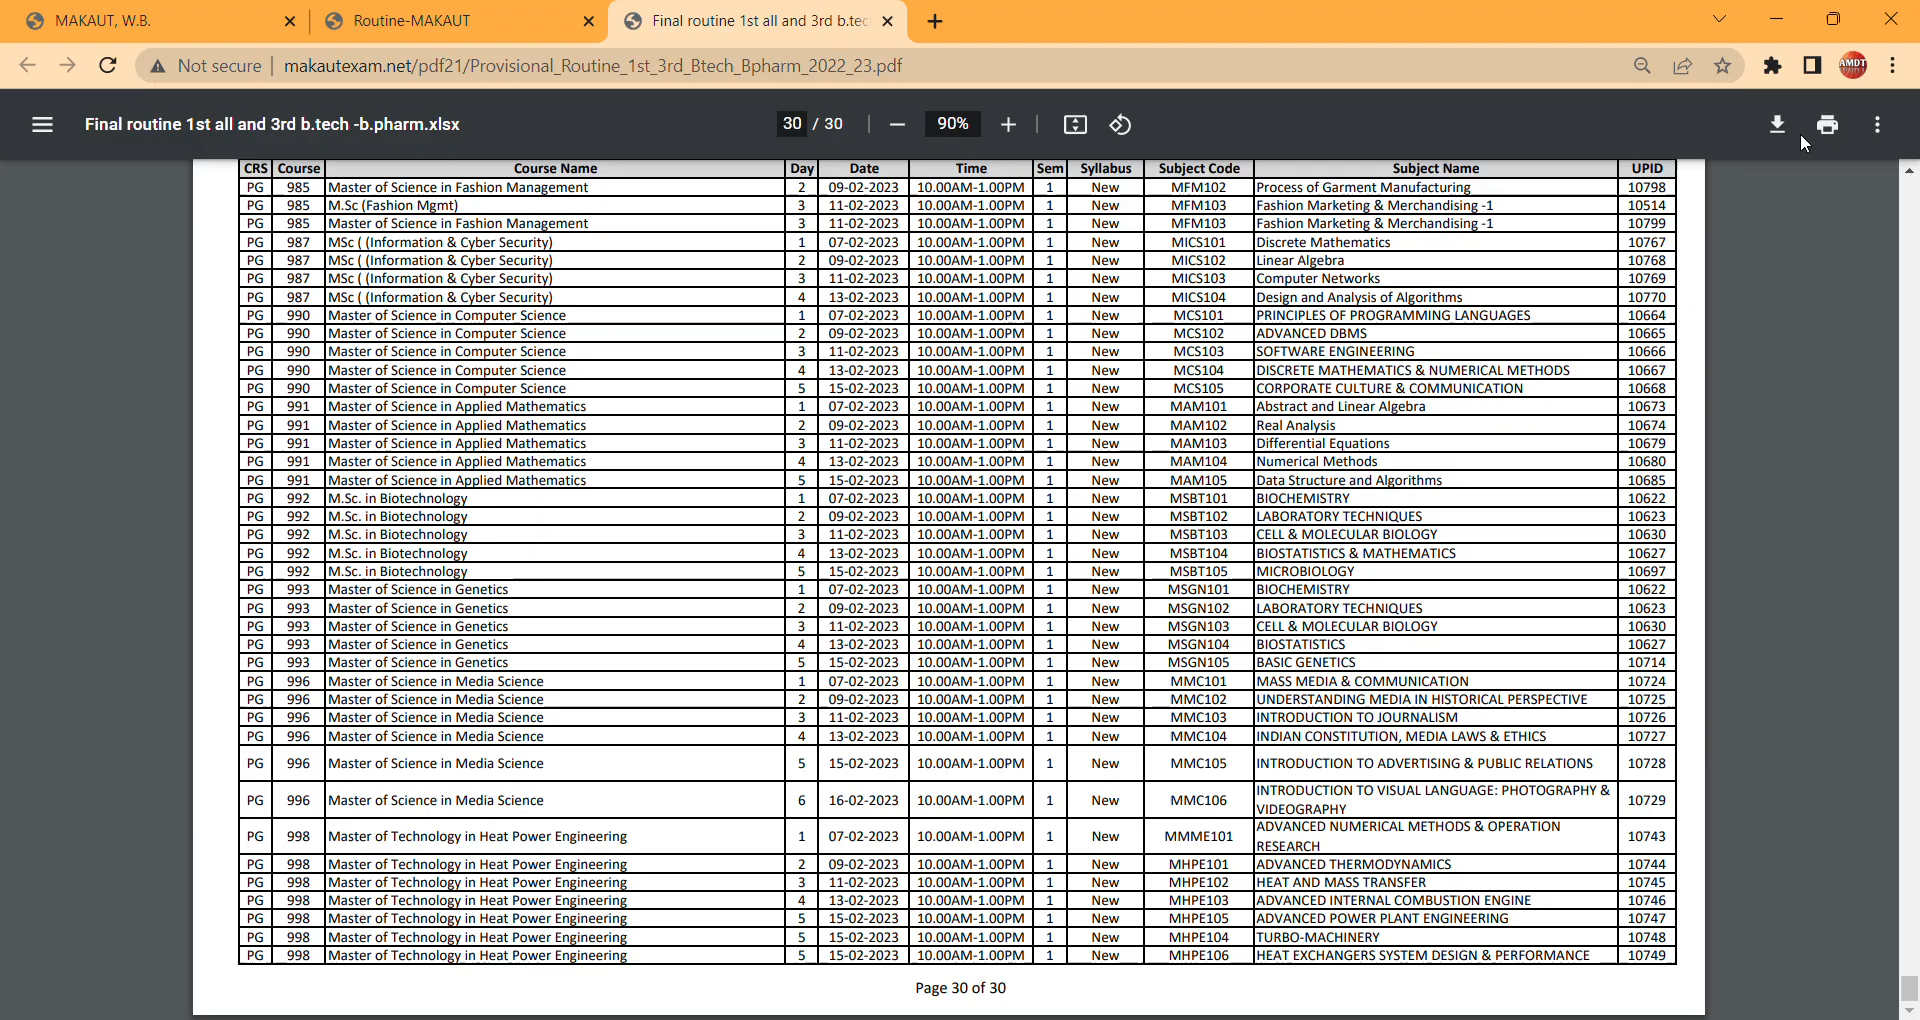 MAKAUT, W.B.
Routine-MAKAUT
Final routine 1st all and 3rd b.tec
Not secure
makautexam.net/pdf21/Provisional_Routine_1st_3rd_Btech_Bpharm_2022_23.pdf
AMDT
Final routine 1st all and 3rd b.tech -b.pharm.xlsx
30 / 30
90%
CRS Course Course Name Day Date Time Sem Syllabus Subject Code Subject Name UPID
PG 985 Master of Science in Fashion Management 2 09-02-2023 10.00AM-1.00PM 1 New MFM102 Process of Garment Manufacturing 10798
PG 985 M.Sc (Fashion Mgmt) 3 11-02-2023 10.00AM-1.00PM 1 New MFM103 Fashion Marketing & Merchandising -1 10514
PG 985 Master of Science in Fashion Management 3 11-02-2023 10.00AM-1.00PM 1 New MFM103 Fashion Marketing & Merchandising -1 10799
PG 987 MSc ( (Information & Cyber Security) 1 07-02-2023 10.00AM-1.00PM 1 New MICS101 Discrete Mathematics 10767
PG 987 MSc ( (Information & Cyber Security) 2 09-02-2023 10.00AM-1.00PM 1 New MICS102 Linear Algebra 10768
PG 987 MSc ( (Information & Cyber Security) 3 11-02-2023 10.00AM-1.00PM 1 New MICS103 Computer Networks 10769
PG 987 MSc ( (Information & Cyber Security) 4 13-02-2023 10.00AM-1.00PM 1 New MICS104 Design and Analysis of Algorithms 10770
PG 990 Master of Science in Computer Science 1 07-02-2023 10.00AM-1.00PM 1 New MCS101 PRINCIPLES OF PROGRAMMING LANGUAGES 10664
PG 990 Master of Science in Computer Science 2 09-02-2023 10.00AM-1.00PM 1 New MCS102 ADVANCED DBMS 10665
PG 990 Master of Science in Computer Science 3 11-02-2023 10.00AM-1.00PM 1 New MCS103 SOFTWARE ENGINEERING 10666
PG 990 Master of Science in Computer Science 4 13-02-2023 10.00AM-1.00PM 1 New MCS104 DISCRETE MATHEMATICS & NUMERICAL METHODS 10667
PG 990 Master of Science in Computer Science 5 15-02-2023 10.00AM-1.00PM 1 New MCS105 CORPORATE CULTURE & COMMUNICATION 10668
PG 991 Master of Science in Applied Mathematics 1 07-02-2023 10.00AM-1.00PM 1 New MAM101 Abstract and Linear Algebra 10673
PG 991 Master of Science in Applied Mathematics 2 09-02-2023 10.00AM-1.00PM 1 New MAM102 Real Analysis 10674
PG 991 Master of Science in Applied Mathematics 3 11-02-2023 10.00AM-1.00PM 1 New MAM103 Differential Equations 10679
PG 991 Master of Science in Applied Mathematics 4 13-02-2023 10.00AM-1.00PM 1 New MAM104 Numerical Methods 10680
PG 991 Master of Science in Applied Mathematics 5 15-02-2023 10.00AM-1.00PM 1 New MAM105 Data Structure and Algorithms 10685
PG 992 M.Sc. in Biotechnology 1 07-02-2023 10.00AM-1.00PM 1 New MSBT101 BIOCHEMISTRY 10622
PG 992 M.Sc. in Biotechnology 2 09-02-2023 10.00AM-1.00PM 1 New MSBT102 LABORATORY TECHNIQUES 10623
PG 992 M.Sc. in Biotechnology 3 11-02-2023 10.00AM-1.00PM 1 New MSBT103 CELL & MOLECULAR BIOLOGY 10630
PG 992 M.Sc. in Biotechnology 4 13-02-2023 10.00AM-1.00PM 1 New MSBT104 BIOSTATISTICS & MATHEMATICS 10627
PG 992 M.Sc. in Biotechnology 5 15-02-2023 10.00AM-1.00PM 1 New MSBT105 MICROBIOLOGY 10697
PG 993 Master of Science in Genetics 1 07-02-2023 10.00AM-1.00PM 1 New MSGN101 BIOCHEMISTRY 10622
PG 993 Master of Science in Genetics 2 09-02-2023 10.00AM-1.00PM 1 New MSGN102 LABORATORY TECHNIQUES 10623
PG 993 Master of Science in Genetics 3 11-02-2023 10.00AM-1.00PM 1 New MSGN103 CELL & MOLECULAR BIOLOGY 10630
PG 993 Master of Science in Genetics 4 13-02-2023 10.00AM-1.00PM 1 New MSGN104 BIOSTATISTICS 10627
PG 993 Master of Science in Genetics 5 15-02-2023 10.00AM-1.00PM 1 New MSGN105 BASIC GENETICS 10714
PG 996 Master of Science in Media Science 1 07-02-2023 10.00AM-1.00PM 1 New MMC101 MASS MEDIA & COMMUNICATION 10724
PG 996 Master of Science in Media Science 2 09-02-2023 10.00AM-1.00PM 1 New MMC102 UNDERSTANDING MEDIA IN HISTORICAL PERSPECTIVE 10725
PG 996 Master of Science in Media Science 3 11-02-2023 10.00AM-1.00PM 1 New MMC103 INTRODUCTION TO JOURNALISM 10726
PG 996 Master of Science in Media Science 4 13-02-2023 10.00AM-1.00PM 1 New MMC104 INDIAN CONSTITUTION, MEDIA LAWS & ETHICS 10727
PG 996 Master of Science in Media Science 5 15-02-2023 10.00AM-1.00PM 1 New MMC105 INTRODUCTION TO ADVERTISING & PUBLIC RELATIONS 10728
PG 996 Master of Science in Media Science 6 16-02-2023 10.00AM-1.00PM 1 New MMC106 INTRODUCTION TO VISUAL LANGUAGE: PHOTOGRAPHY & VIDEOGRAPHY 10729
PG 998 Master of Technology in Heat Power Engineering 1 07-02-2023 10.00AM-1.00PM 1 New MMME101 ADVANCED NUMERICAL METHODS & OPERATION RESEARCH 10743
PG 998 Master of Technology in Heat Power Engineering 2 09-02-2023 10.00AM-1.00PM 1 New MHPE101 ADVANCED THERMODYNAMICS 10744
PG 998 Master of Technology in Heat Power Engineering 3 11-02-2023 10.00AM-1.00PM 1 New MHPE102 HEAT AND MASS TRANSFER 10745
PG 998 Master of Technology in Heat Power Engineering 4 13-02-2023 10.00AM-1.00PM 1 New MHPE103 ADVANCED INTERNAL COMBUSTION ENGINE 10746
PG 998 Master of Technology in Heat Power Engineering 5 15-02-2023 10.00AM-1.00PM 1 New MHPE105 ADVANCED POWER PLANT ENGINEERING 10747
PG 998 Master of Technology in Heat Power Engineering 5 15-02-2023 10.00AM-1.00PM 1 New MHPE104 TURBO-MACHINERY 10748
PG 998 Master of Technology in Heat Power Engineering 5 15-02-2023 10.00AM-1.00PM 1 New MHPE106 HEAT EXCHANGERS SYSTEM DESIGN & PERFORMANCE 10749
Page 30 of 30